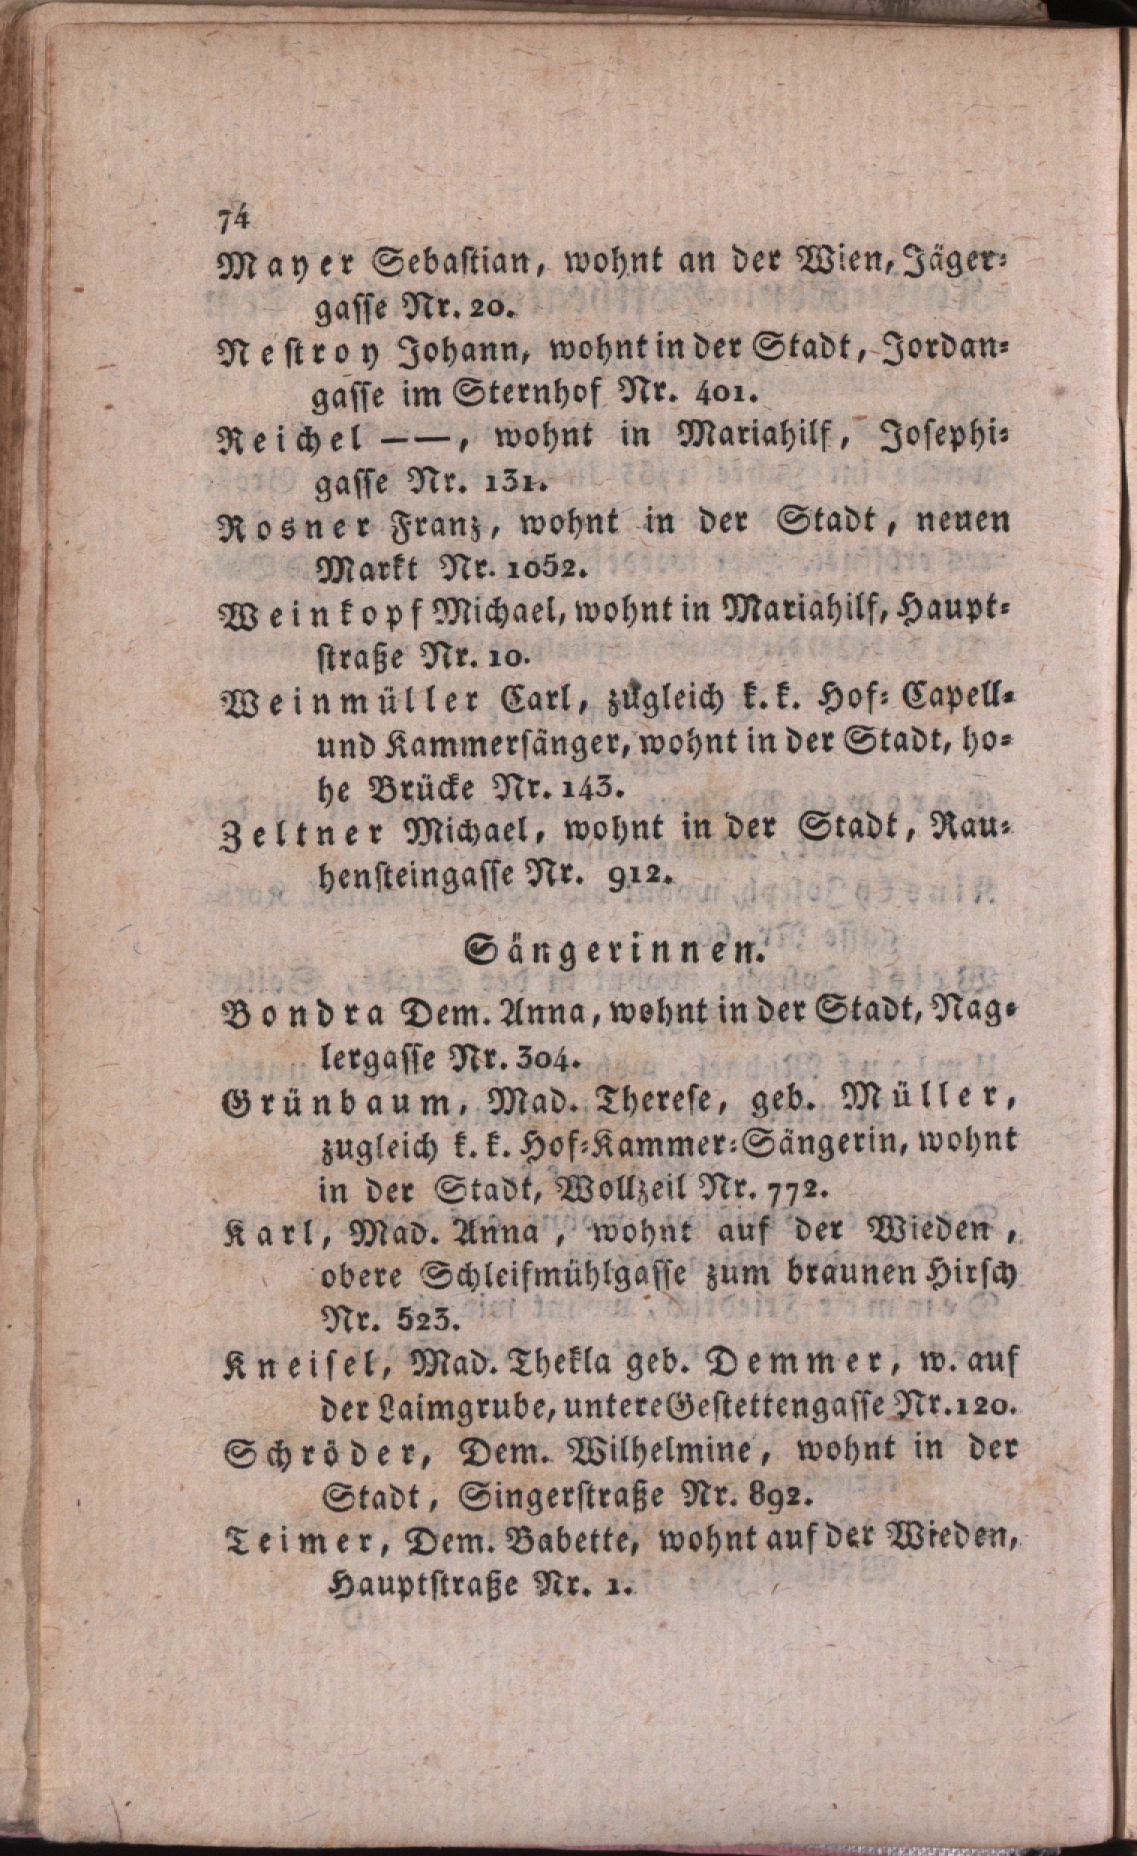 74
Mayer Sebastian, wohnt an der Wien, Jäger-
gasse Nr. 20.
Nestroy Johann, wohnt in der Stadt, Jordan-
gasse im Sternhof Nr. 401.
Reichel ——, wohnt in Mariahilf, Josephi-
gasse Nr. 131.
Rosner Franz, wohnt in der Stadt, neuen
Markt Nr. 1052.
Weinkopf Michael, wohnt in Mariahilf, Haupt-
straße Nr. 10.
Weinmüller Carl, zugleich k. k. Hof- Capell-
und Kammersänger, wohnt in der Stadt, ho-
he Brücke Nr. 143.
Zeltner Michael, wohnt in der Stadt, Rau-
hensteingasse Nr. 912.
Sängerinnen.
Bondra Dem. Anna, wohnt in der Stadt, Nag-
lergasse Nr. 304.
Grünbaum, Mad. Therese, geb. Müller,
zugleich k. k. Hof-Kammer-Sängerin, wohnt
in der Stadt, Wollzeil Nr. 772.
Karl, Mad. Anna, wohnt auf der Wieden,
obere Schleifmühlgasse zum braunen Hirsch
Nr. 523.
Kneisel, Mad. Thekla geb. Demmer, w. auf
der Laimgrube, untere Gestettengasse Nr. 120.
Schröder, Dem. Wilhelmine, wohnt in der
Stadt, Singerstraße Nr. 892.
Teimer, Dem. Babette, wohnt auf der Wieden,
Hauptstraße Nr. 1.